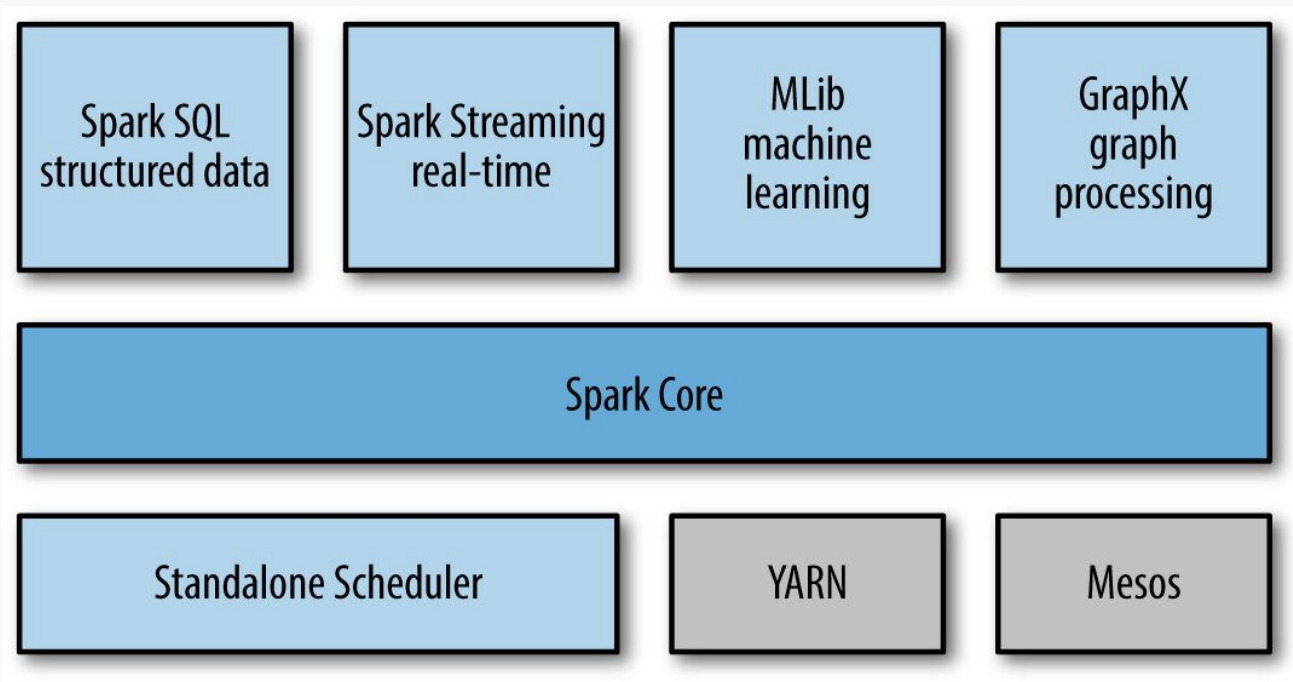 Spark SQL
structured data
Spark Streaming
real-time
MLib
machine
learning
GraphX
graph
processing
Spark Core
Standalone Scheduler
YARN
Mesos